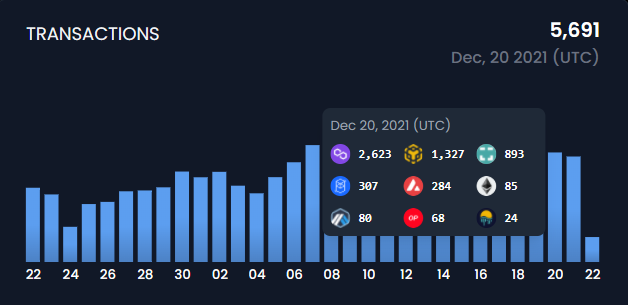 TRANSACTIONS
5,691
Dec, 20 2021 (UTC)
Dec 20, 2021 (UTC)
2,623 1,327 893
307 284 85
80 OP 68 24
22 24 26 28 30 02 04 06 08 10 12 14 16 18 20 22